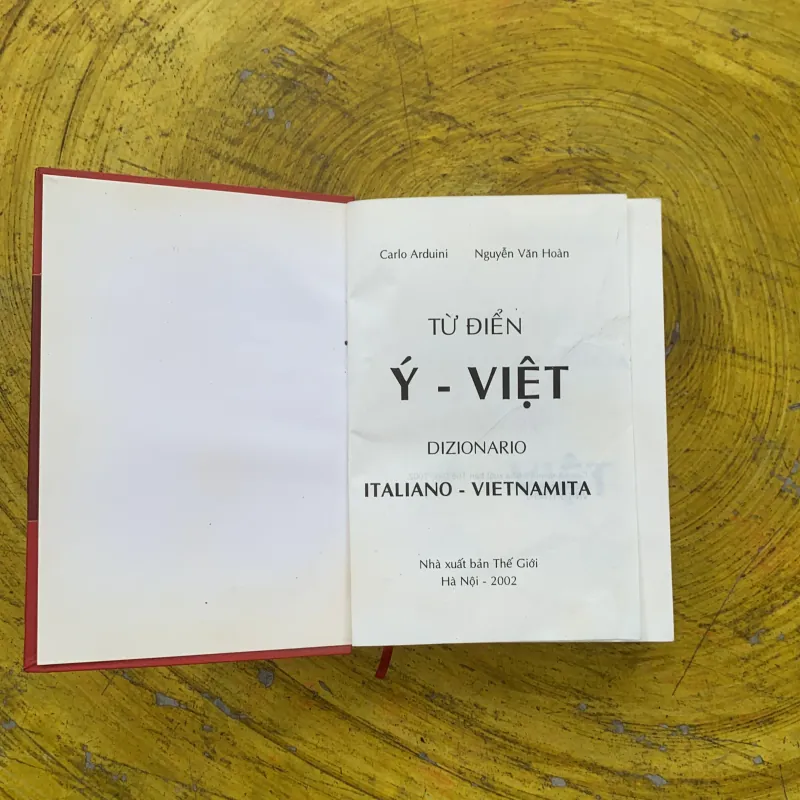 Carlo Arduini Nguyễn Văn Hoàn
TỪ ĐIỂN
Ý - VIỆT
DIZIONARIO
ITALIANO - VIETNAMITA
Nhà xuất bản Thế Giới
Hà Nội - 2002